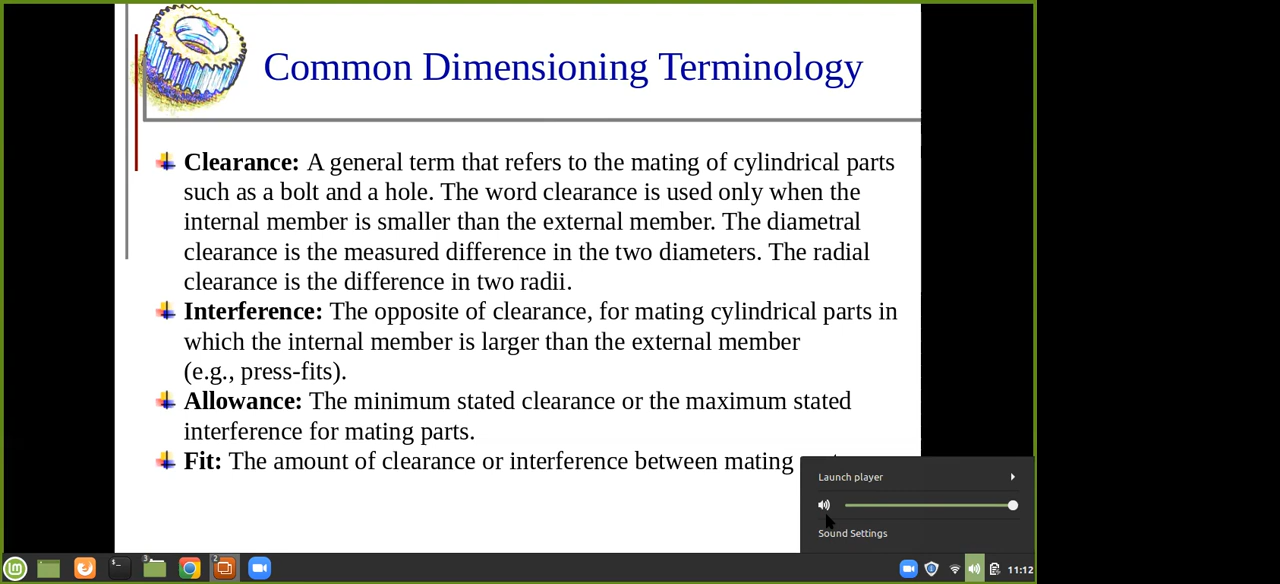 Common Dimensioning Terminology
Clearance: A general term that refers to the mating of cylindrical parts
such as a bolt and a hole. The word clearance is used only when the
internal member is smaller than the external member. The diametral
clearance is the measured difference in the two diameters. The radial
clearance is the difference in two radii.
Interference: The opposite of clearance, for mating cylindrical parts in
which the internal member is larger than the external member
(e.g., press-fits).
Allowance: The minimum stated clearance or the maximum stated
interference for mating parts.
Fit: The amount of clearance or interference between mating
Launch player
Sound Settings
3
2
lm
$_
11:12